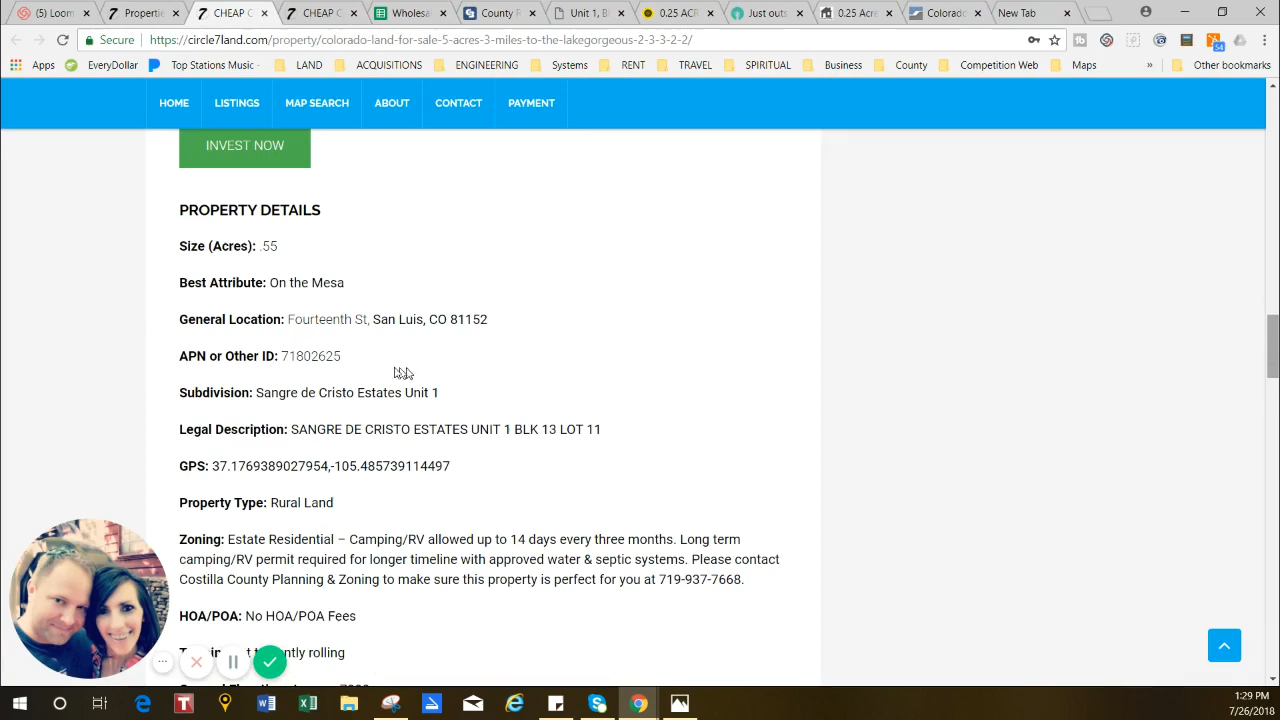 (5) Loom
Propertie
CHEAP C
CHEAP C
Wholesa
County R
Unit 1, B
0.25 ACR
Just outs
0.25 Acre
Colorado
New Tab
Secure
https://circle7land.com/property/colorado-land-for-sale-5-acres-3-miles-to-the-lakegorgeous-2-3-3-2-2/
54
Apps EveryDollar Top Stations Music - LAND ACQUISITIONS ENGINEERING Systems RENT TRAVEL SPIRITUAL Business County Competition Web Maps » Other bookmarks
HOME LISTINGS MAP SEARCH ABOUT CONTACT PAYMENT
INVEST NOW
PROPERTY DETAILS
Size (Acres): .55
Best Attribute: On the Mesa
General Location: Fourteenth St, San Luis, CO 81152
APN or Other ID: 71802625
Subdivision: Sangre de Cristo Estates Unit 1
Legal Description: SANGRE DE CRISTO ESTATES UNIT 1 BLK 13 LOT 11
GPS: 37.1769389027954,-105.485739114497
Property Type: Rural Land
Zoning: Estate Residential – Camping/RV allowed up to 14 days every three months. Long term
camping/RV permit required for longer timeline with approved water & septic systems. Please contact
Costilla County Planning & Zoning to make sure this property is perfect for you at 719-937-7668.
HOA/POA: No HOA/POA Fees
ntly rolling
1:29 PM
7/26/2018